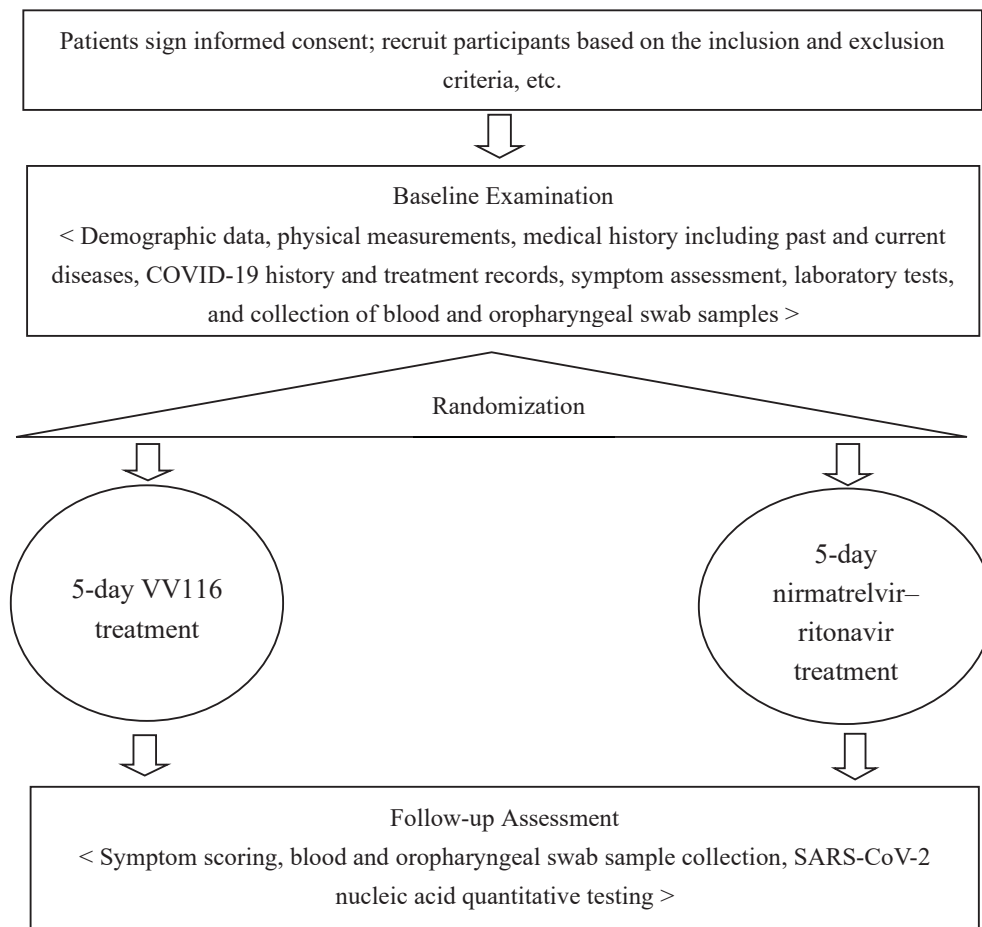 Patients sign informed consent; recruit participants based on the inclusion and exclusion
criteria, etc.
Baseline Examination
< Demographic data, physical measurements, medical history including past and current
diseases, COVID-19 history and treatment records, symptom assessment, laboratory tests,
and collection of blood and oropharyngeal swab samples >
Randomization
5-day VV116
treatment
5-day
nirmatrelvir–
ritonavir
treatment
Follow-up Assessment
< Symptom scoring, blood and oropharyngeal swab sample collection, SARS-CoV-2
nucleic acid quantitative testing >